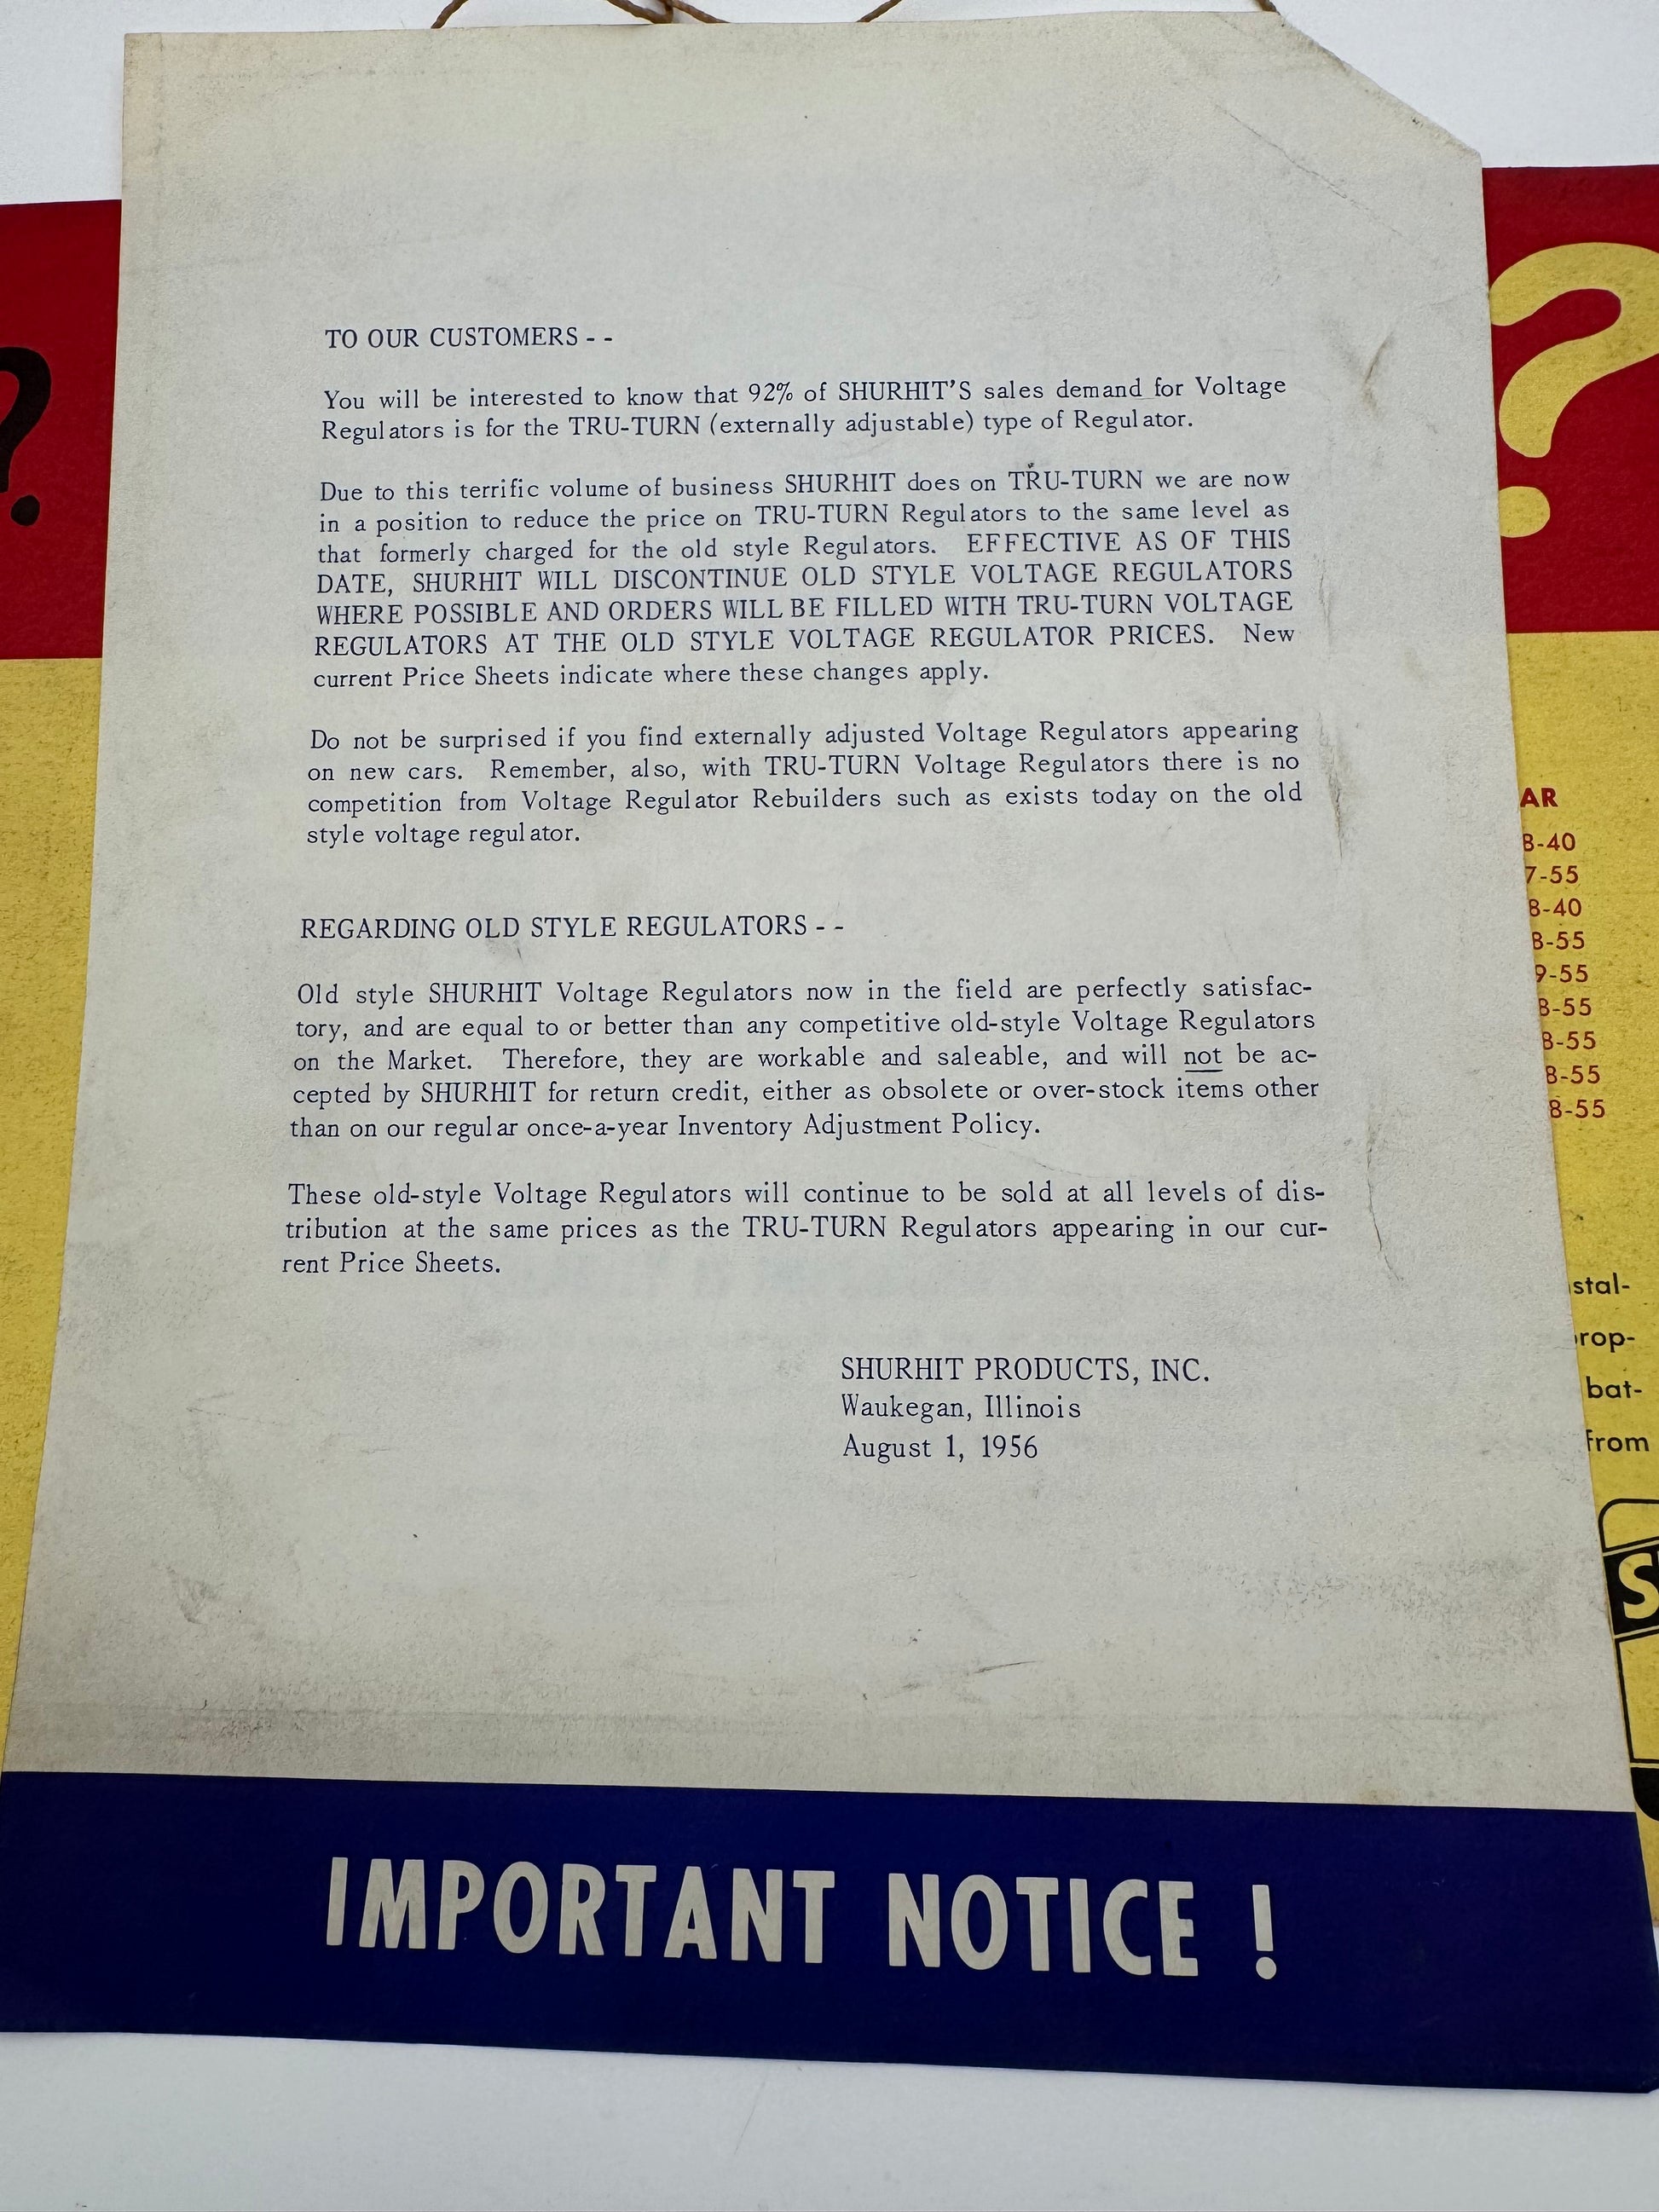 TO OUR CUSTOMERS - -
You will be interested to know that 92% of SHURHIT'S sales demand for Voltage
Regulators is for the TRU-TURN (externally adjustable) type of Regulator.
Due to this terrific volume of business SHURHIT does on TRU-TURN we are now
in a position to reduce the price on TRU-TURN Regulators to the same level as
that formerly charged for the old style Regulators. EFFECTIVE AS OF THIS
DATE, SHURHIT WILL DISCONTINUE OLD STYLE VOLTAGE REGULATORS
WHERE POSSIBLE AND ORDERS WILL BE FILLED WITH TRU-TURN VOLTAGE
REGULATORS AT THE OLD STYLE VOLTAGE REGULATOR PRICES. New
current Price Sheets indicate where these changes apply.
Do not be surprised if you find externally adjusted Voltage Regulators appearing
on new cars. Remember, also, with TRU-TURN Voltage Regulators there is no
competition from Voltage Regulator Rebuilders such as exists today on the old
style voltage regulator.
REGARDING OLD STYLE REGULATORS - -
Old style SHURHIT Voltage Regulators now in the field are perfectly satisfac-
tory, and are equal to or better than any competitive old-style Voltage Regulators
on the Market. Therefore, they are workable and saleable, and will not be ac-
cepted by SHURHIT for return credit, either as obsolete or over-stock items other
than on our regular once-a-year Inventory Adjustment Policy.
These old-style Voltage Regulators will continue to be sold at all levels of dis-
tribution at the same prices as the TRU-TURN Regulators appearing in our cur-
rent Price Sheets.
SHURHIT PRODUCTS, INC.
Waukegan, Illinois
August 1, 1956
IMPORTANT NOTICE !
?
?
AR
8-40
7-55
8-40
8-55
9-55
8-55
8-55
8-55
8-55
stal-
rop-
bat-
from
S